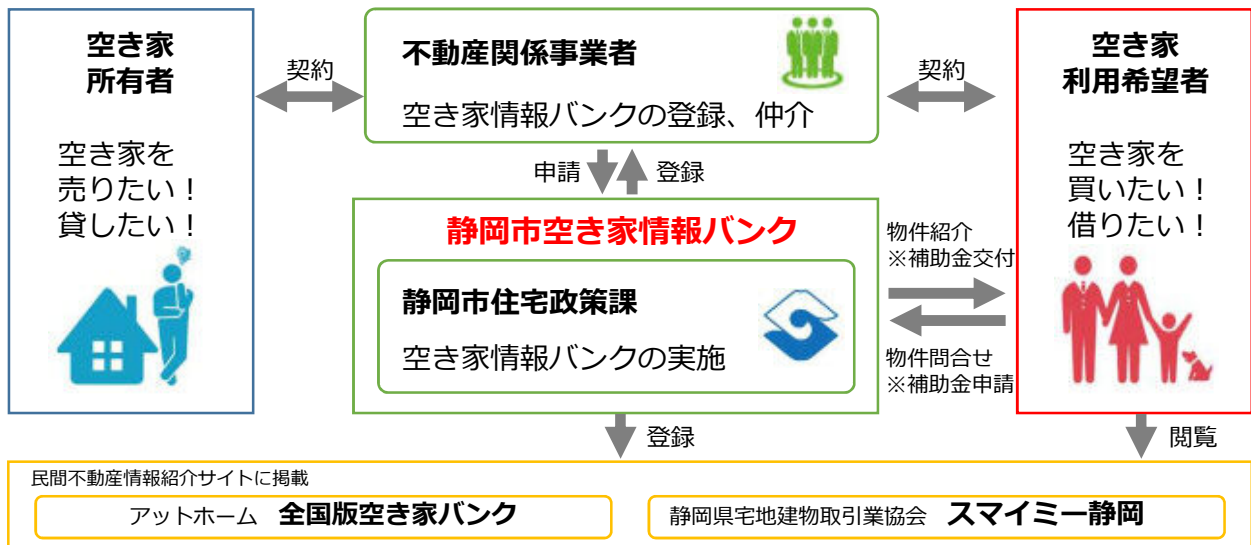 空き家
所有者
空き家を
売りたい！
貸したい！
契約
不動産関係事業者
空き家情報バンクの登録、仲介
契約
空き家
利用希望者
空き家を
買いたい！
借りたい！
申請
登録
静岡市空き家情報バンク
静岡市住宅政策課
空き家情報バンクの実施
物件紹介
※補助金交付
物件問合せ
※補助金申請
登録
閲覧
民間不動産情報紹介サイトに掲載
アットホーム 全国版空き家バンク
静岡県宅地建物取引業協会 スマイミー静岡